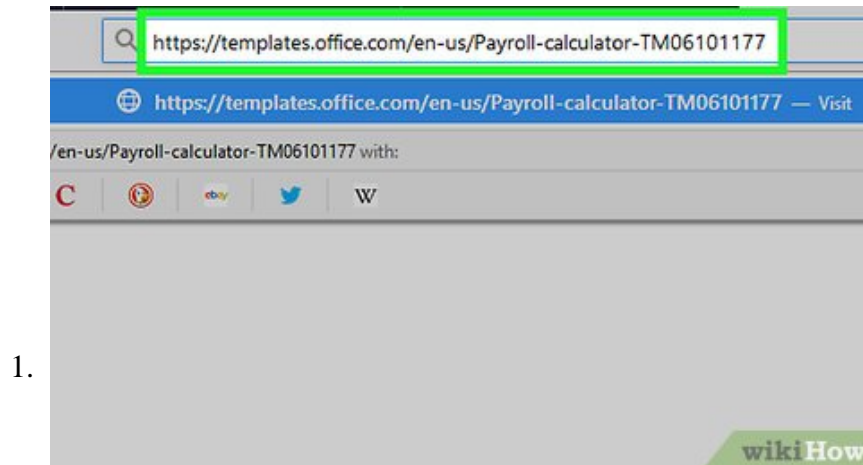 https://templates.office.com/en-us/Payroll-calculator-TM06101177
https://templates.office.com/en-us/Payroll-calculator-TM06101177 — Visit
/en-us/Payroll-calculator-TM06101177 with:
C ebay W
1.
wikiHow